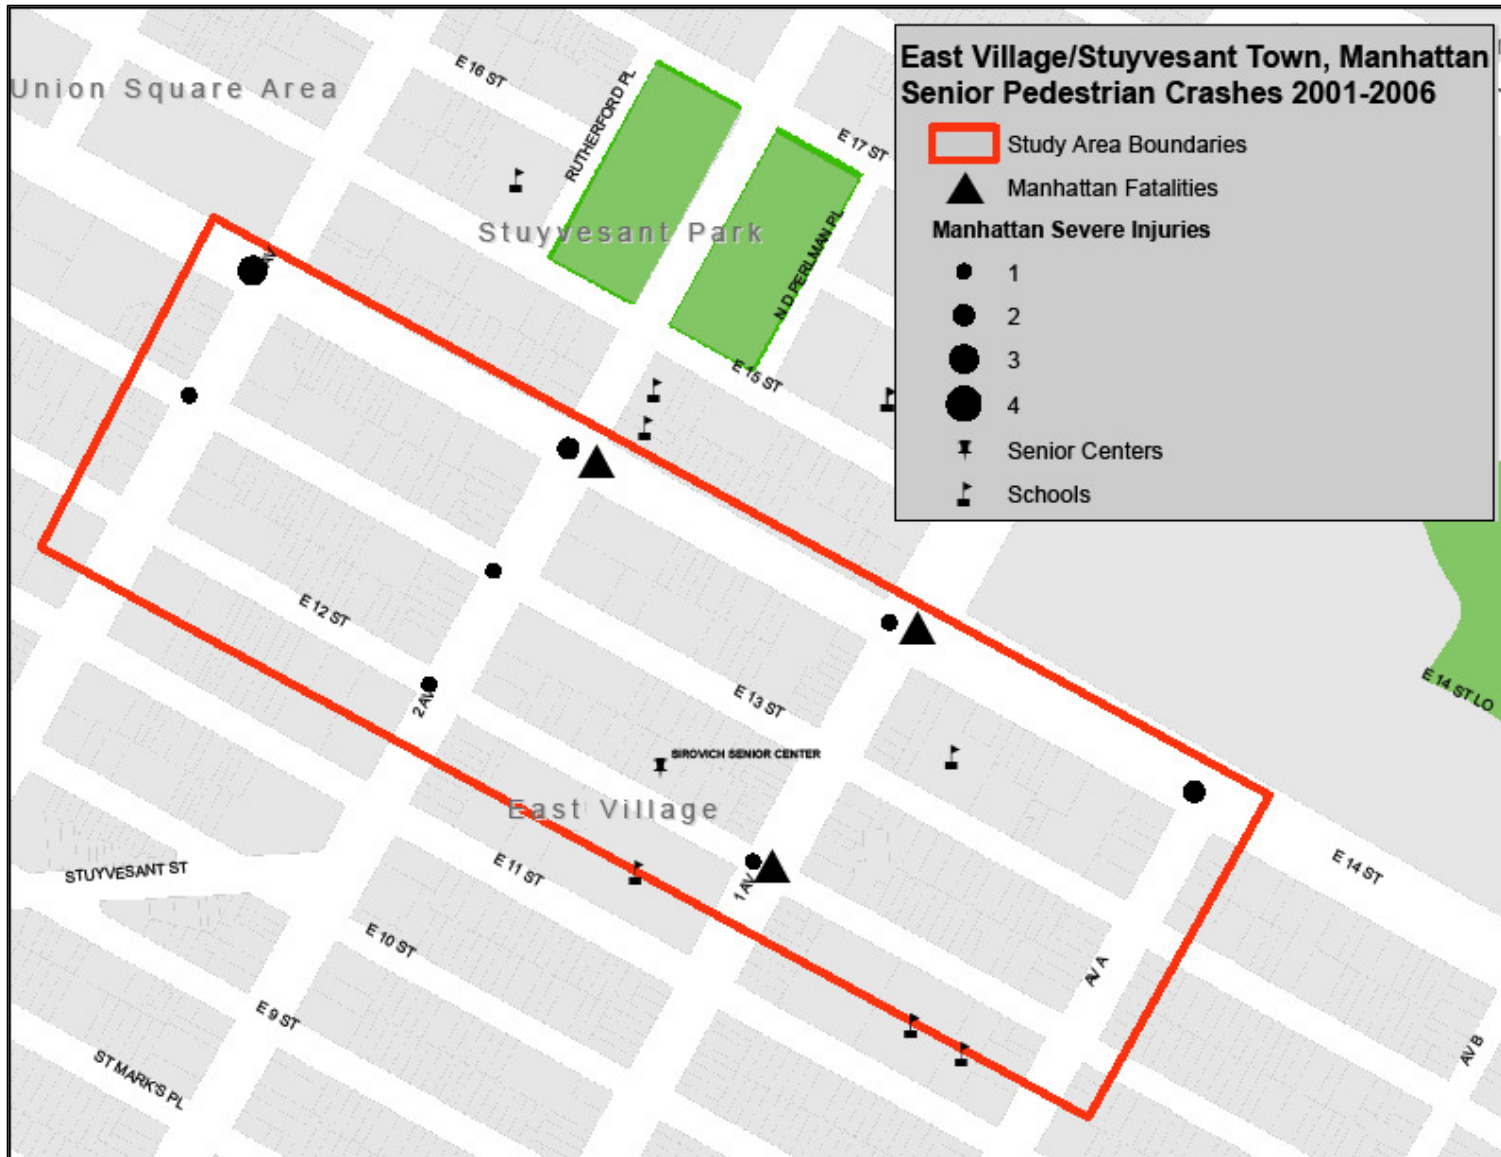 East Village/Stuyvesant Town, Manhattan
Senior Pedestrian Crashes 2001-2006
Study Area Boundaries
Manhattan Fatalities
Manhattan Severe Injuries
1
2
3
4
Senior Centers
Schools
Union Square Area
E 16 ST
RUTHERFORD PL
E 17 ST
Stuyvesant Park
N D PERLMAN PL
E 15 ST
E 12 ST
2 AV
E 13 ST
SIROVICH SENIOR CENTER
East Village
E 14 ST LO
STUYVESANT ST
E 11 ST
1 AV
E 14 ST
E 10 ST
AV A
E 9 ST
ST MARK'S PL
AV B